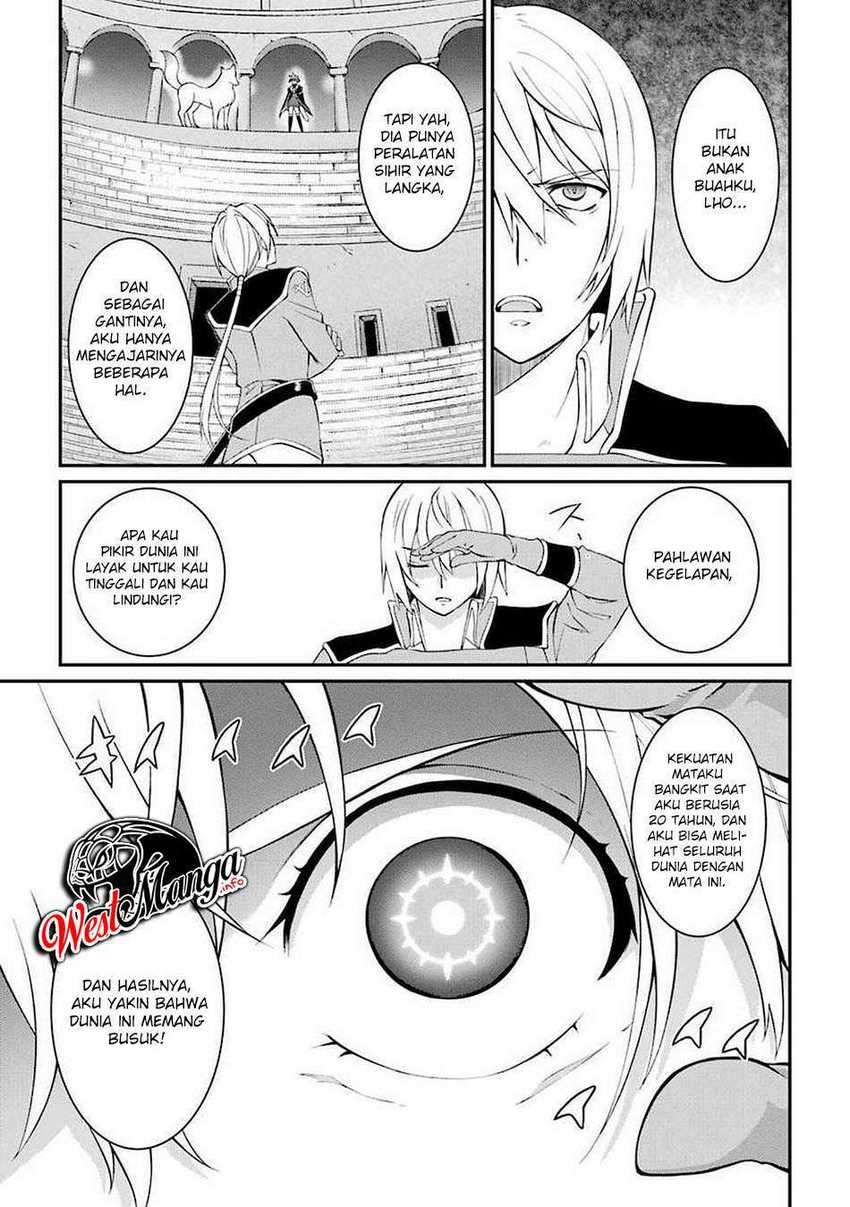 ITU
BUKAN
ANAK
BUAHKU,
LHO...
TAPI YAH,
DIA PUNYA
PERALATAN
SIHIR YANG
LANGKA,
DAN
SEBAGAI
GANTINYA,
AKU HANYA
MENGAJARINYA
BEBERAPA
HAL.
PAHLAWAN
KEGELAPAN,
APA KAU
PIKIR DUNIA INI
LAYAK UNTUK KAU
TINGGALI DAN KAU
LINDUNGI?
KEKUATAN
MATAKU
BANGKIT SAAT
AKU BERUSIA
20 TAHUN, DAN
AKU BISA MELI-
HAT SELURUH
DUNIA DENGAN
MATA INI.
WestManga
.info
DAN HASILNYA,
AKU YAKIN BAHWA
DUNIA INI MEMANG
BUSUK!